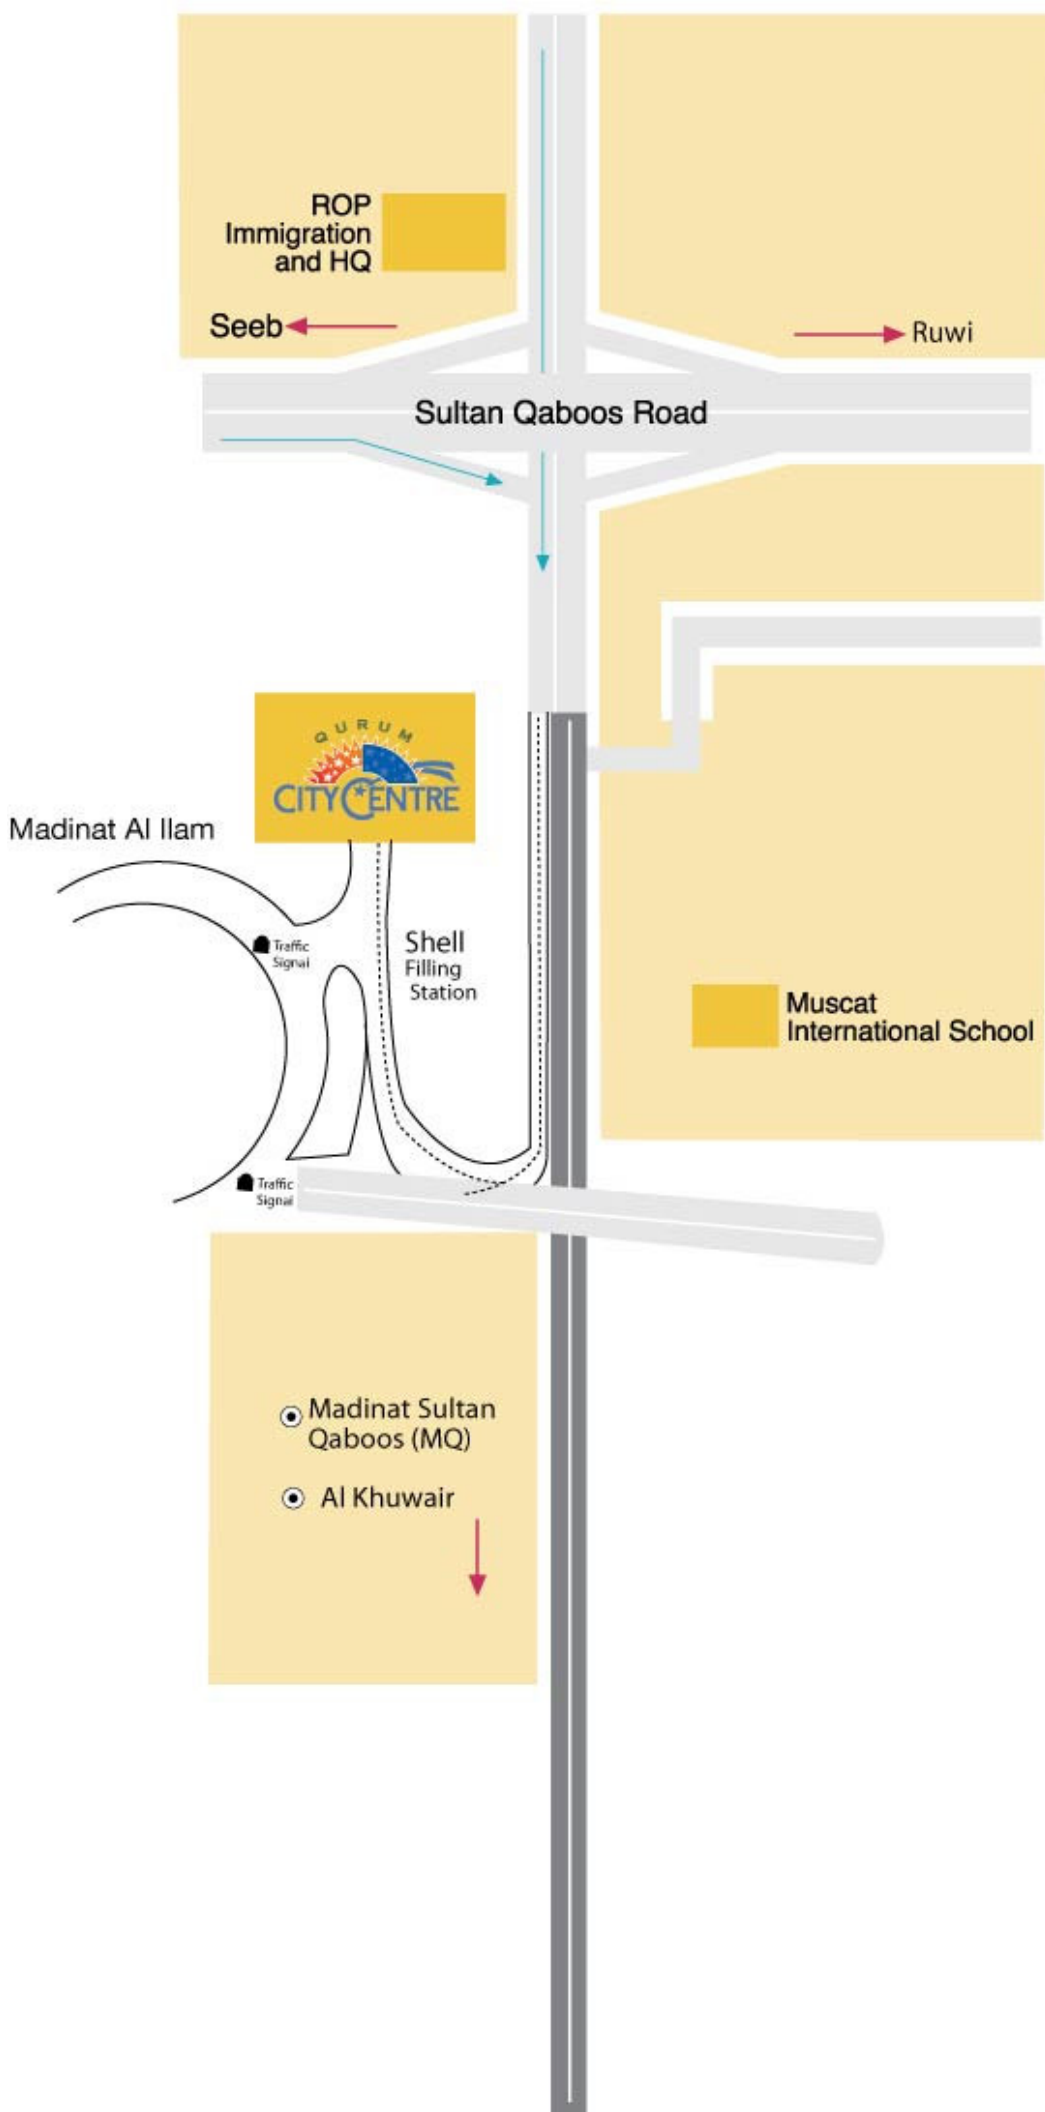 ROP
Immigration
and HQ
Seeb
Ruwi
Sultan Qaboos Road
QURUM
CITY CENTRE
Madinat Al Ilam
Traffic
Signal
Shell
Filling
Station
Muscat
International School
Traffic
Signal
Madinat Sultan
Qaboos (MQ)
Al Khuwair